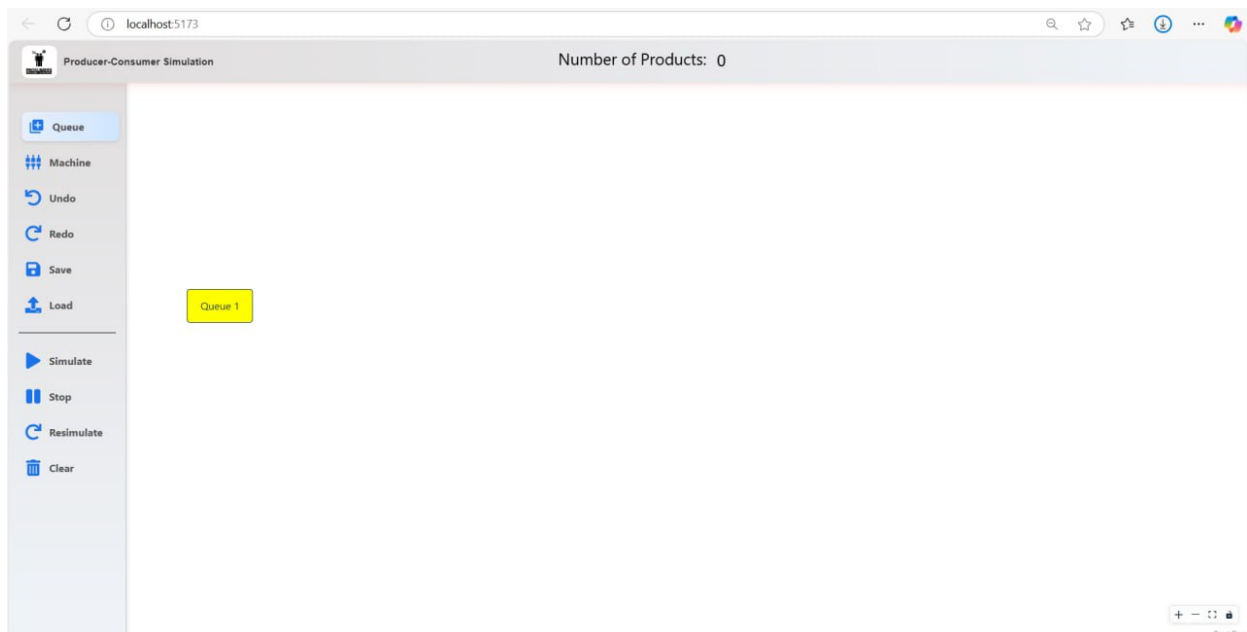 localhost:5173
Producer-Consumer Simulation
Number of Products: 0
Queue
Machine
Undo
Redo
Save
Load
Queue 1
Simulate
Stop
Resimulate
Clear